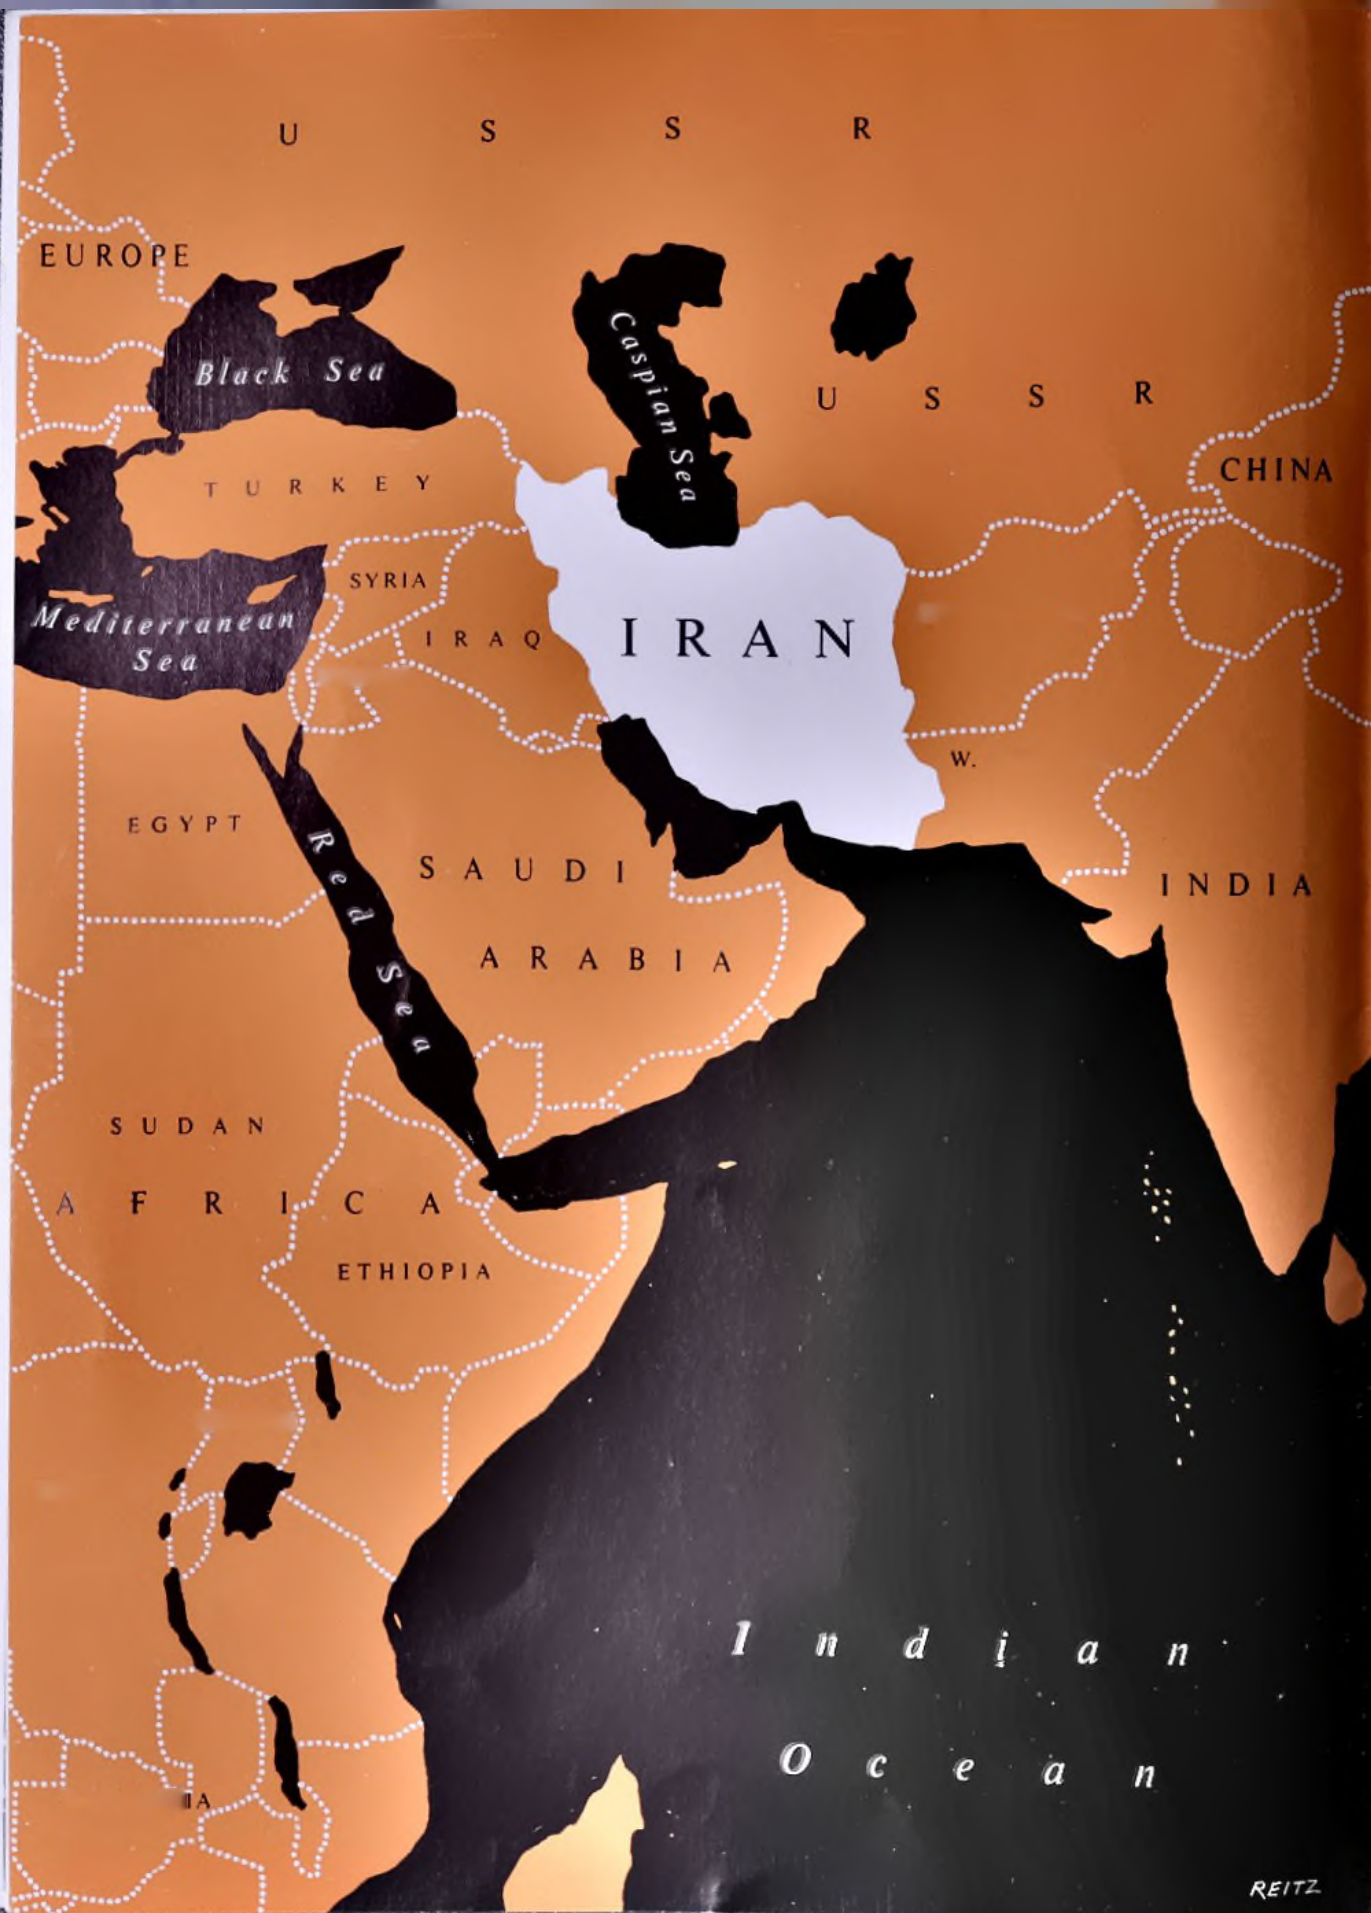 U S S R
EUROPE
Black Sea
Caspian Sea
U S S R
CHINA
TURKEY
SYRIA
Mediterranean
Sea
IRAQ
IRAN
W.
EGYPT
Red Sea
SAUDI
ARABIA
INDIA
SUDAN
AFRICA
ETHIOPIA
Indian
Ocean
REITZ